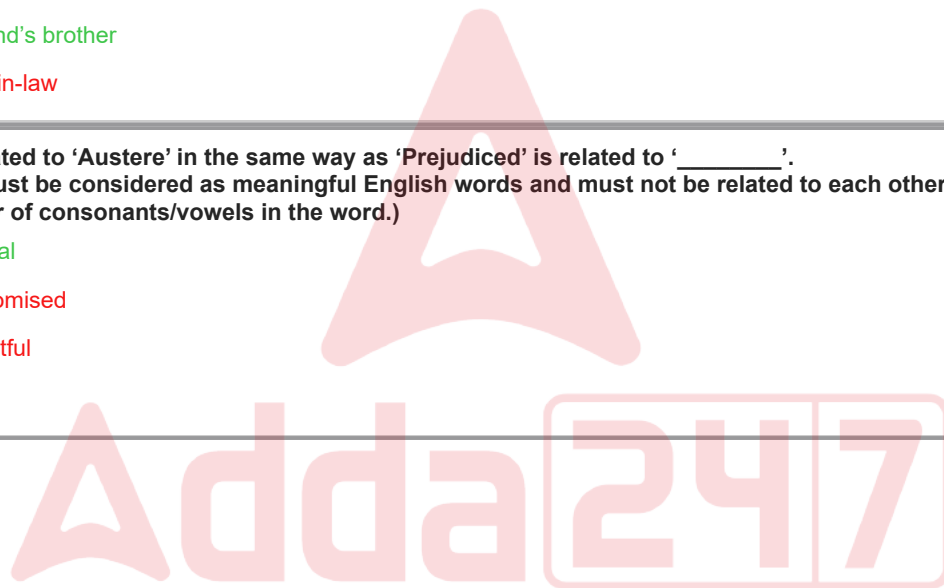 nd's brother
in-law
ted to 'Austere' in the same way as 'Prejudiced' is related to '________'.
ust be considered as meaningful English words and must not be related to each other
r of consonants/vowels in the word.)
al
omised
tful
Adda247